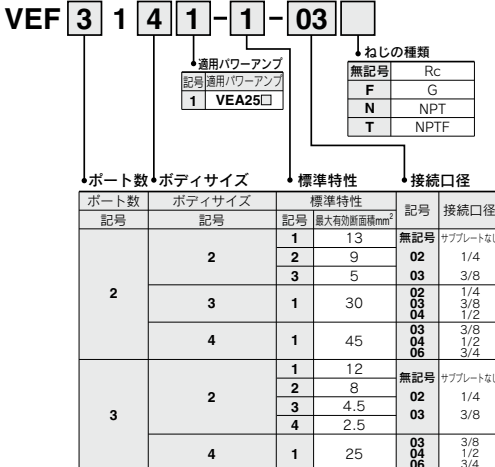 VEF 3 1 4 1 - 1 - 03
適用パワーアンプ
記号 適用パワーアンプ
1 VEA25□
ねじの種類
無記号 Rc
F G
N NPT
T NPTF
ポート数 ボディサイズ 標準特性 接続口径
ポート数 ボディサイズ 標準特性 記号 接続口径
記号 記号 記号 最大有効断面積mm²
2 2 1 13 無記号 サブプレートなし
2 9 02 1/4
3 5 03 3/8
3 1 30 02 1/4
03 3/8
04 1/2
4 1 45 03 3/8
04 1/2
06 3/4
3 2 1 12 無記号 サブプレートなし
2 8 02 1/4
3 4.5 03 3/8
4 2.5
4 1 25 03 3/8
04 1/2
06 3/4